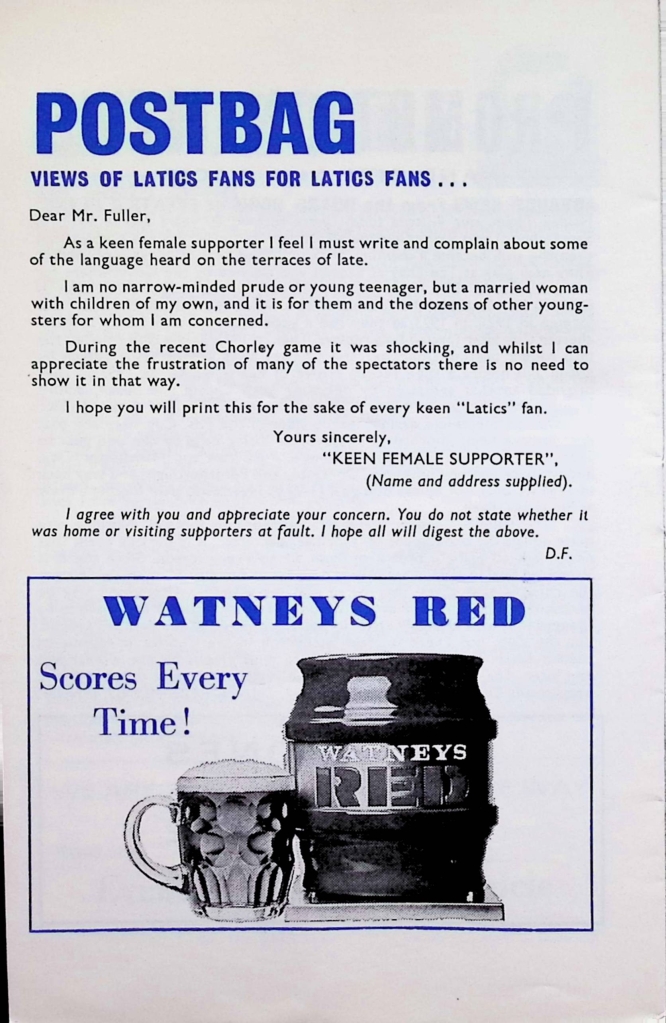 POSTBAG
VIEWS OF LATICS FANS FOR LATICS FANS...
Dear Mr. Fuller,
As a keen female supporter I feel I must write and complain about some
of the language heard on the terraces of late.
I am no narrow-minded prude or young teenager, but a married woman
with children of my own, and it is for them and the dozens of other young-
sters for whom I am concerned.
During the recent Chorley game it was shocking, and whilst I can
appreciate the frustration of many of the spectators there is no need to
show it in that way.
I hope you will print this for the sake of every keen "Latics" fan.
Yours sincerely,
"KEEN FEMALE SUPPORTER",
(Name and address supplied).
I agree with you and appreciate your concern. You do not state whether it
was home or visiting supporters at fault. I hope all will digest the above.
D.F.
WATNEYS RED
Scores Every
Time!
WATNEYS
RED